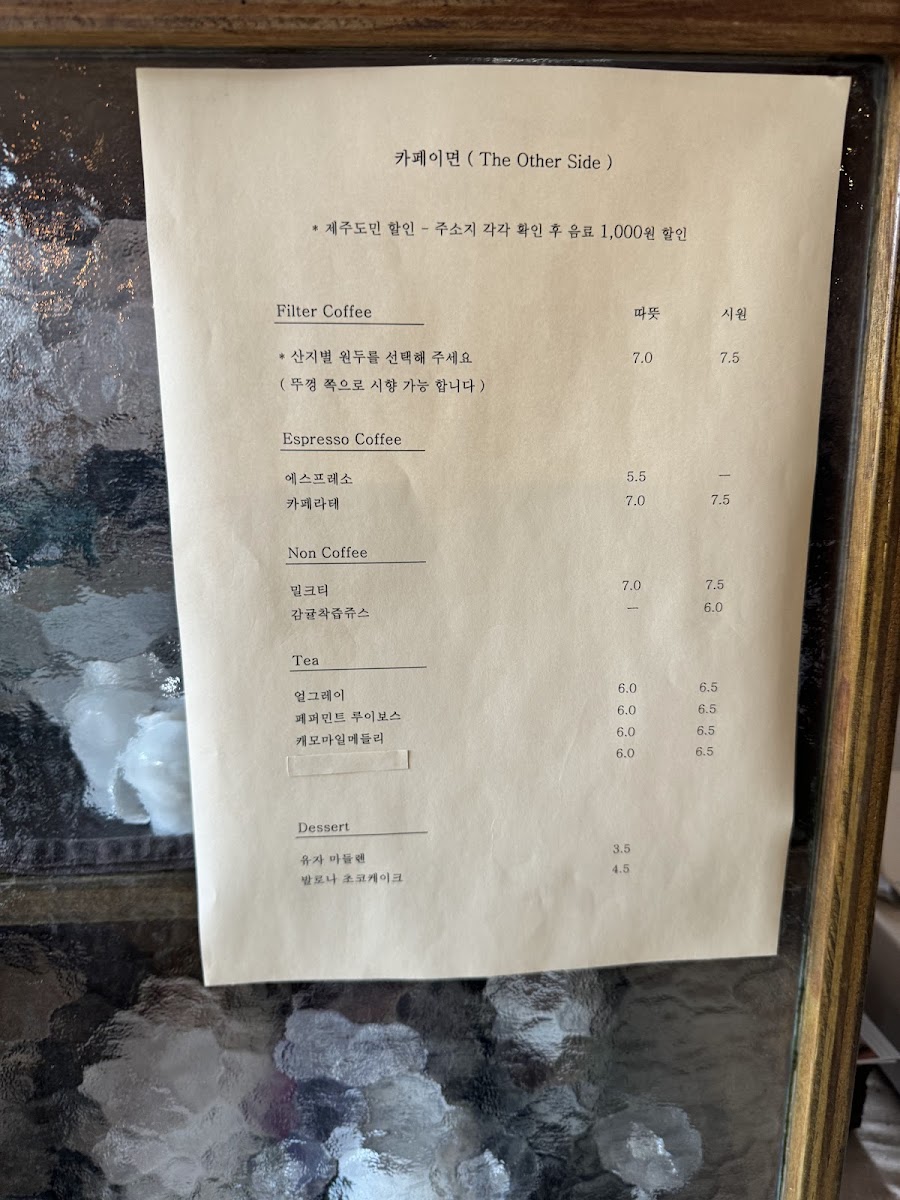 카페이면 ( The Other Side )
* 제주도민 할인 - 주소지 각각 확인 후 음료 1,000원 할인
Filter Coffee 따뜻 시원
* 산지별 원두를 선택해 주세요 7.0 7.5
( 뚜껑 쪽으로 시향 가능 합니다 )
Espresso Coffee
에스프레소 5.5 —
카페라테 7.0 7.5
Non Coffee
밀크티 7.0 7.5
감귤착즙쥬스 — 6.0
Tea
얼그레이 6.0 6.5
페퍼민트 루이보스 6.0 6.5
캐모마일메들리 6.0 6.5
6.0 6.5
Dessert
유자 마들렌 3.5
발로나 초코케이크 4.5